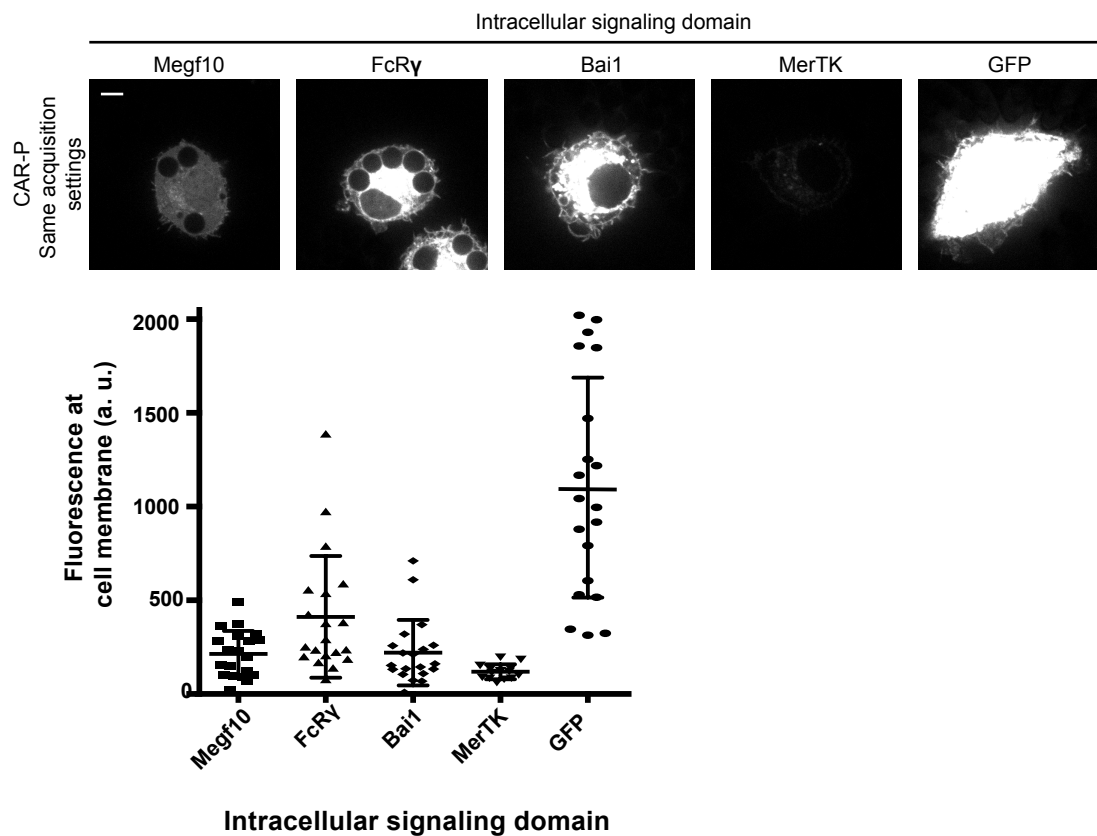 Intracellular signaling domain
Megf10 FcRγ Bai1 MerTK GFP
CAR-P
Same acquisition
settings
Fluorescence at
cell membrane (a. u.)
2000
1500
1000
500
0
Megf10 FcRγ Bai1 MerTK GFP
Intracellular signaling domain